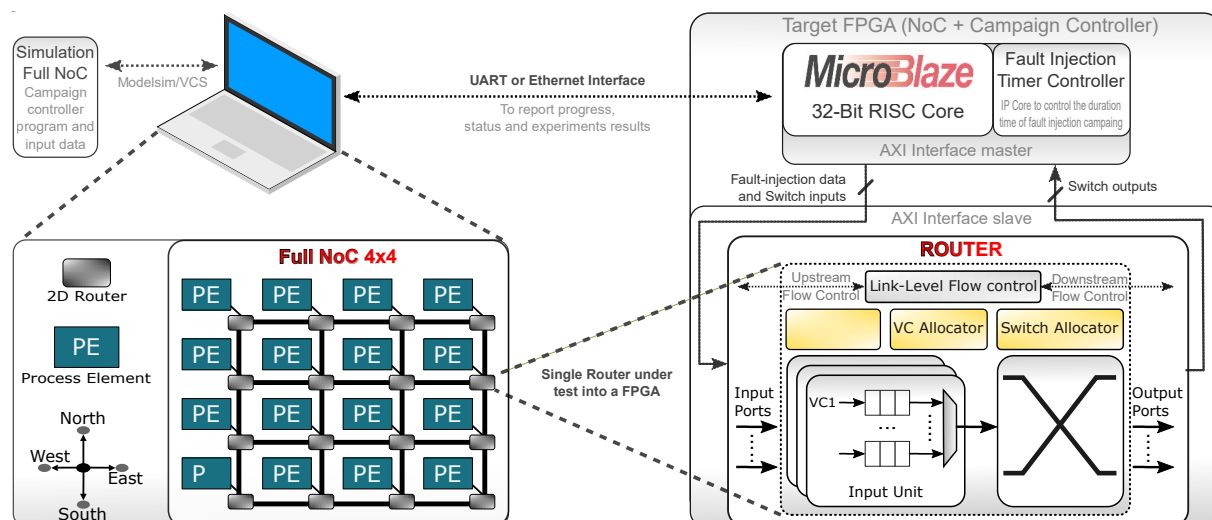 Simulation
Full NoC
Campaign
controller
program and
input data
Modelsim/VCS
UART or Ethernet Interface
To report progress,
status and experiments results
Target FPGA (NoC + Campaign Controller)
MicroBlaze
32-Bit RISC Core
Fault Injection
Timer Controller
IP Core to control the duration
time of fault injection campaing
AXI Interface master
Fault-injection data
and Switch inputs
Switch outputs
AXI Interface slave
2D Router
PE
Process Element
North
West
East
South
Full NoC 4x4
PE PE PE PE
PE PE PE PE
PE PE PE PE
P PE PE PE
Single Router under
test into a FPGA
ROUTER
Upstream
Flow Control
Link-Level Flow control
Downstream
Flow Control
VC Allocator
Switch Allocator
Input
Ports
VC1
...
Input Unit
Output
Ports